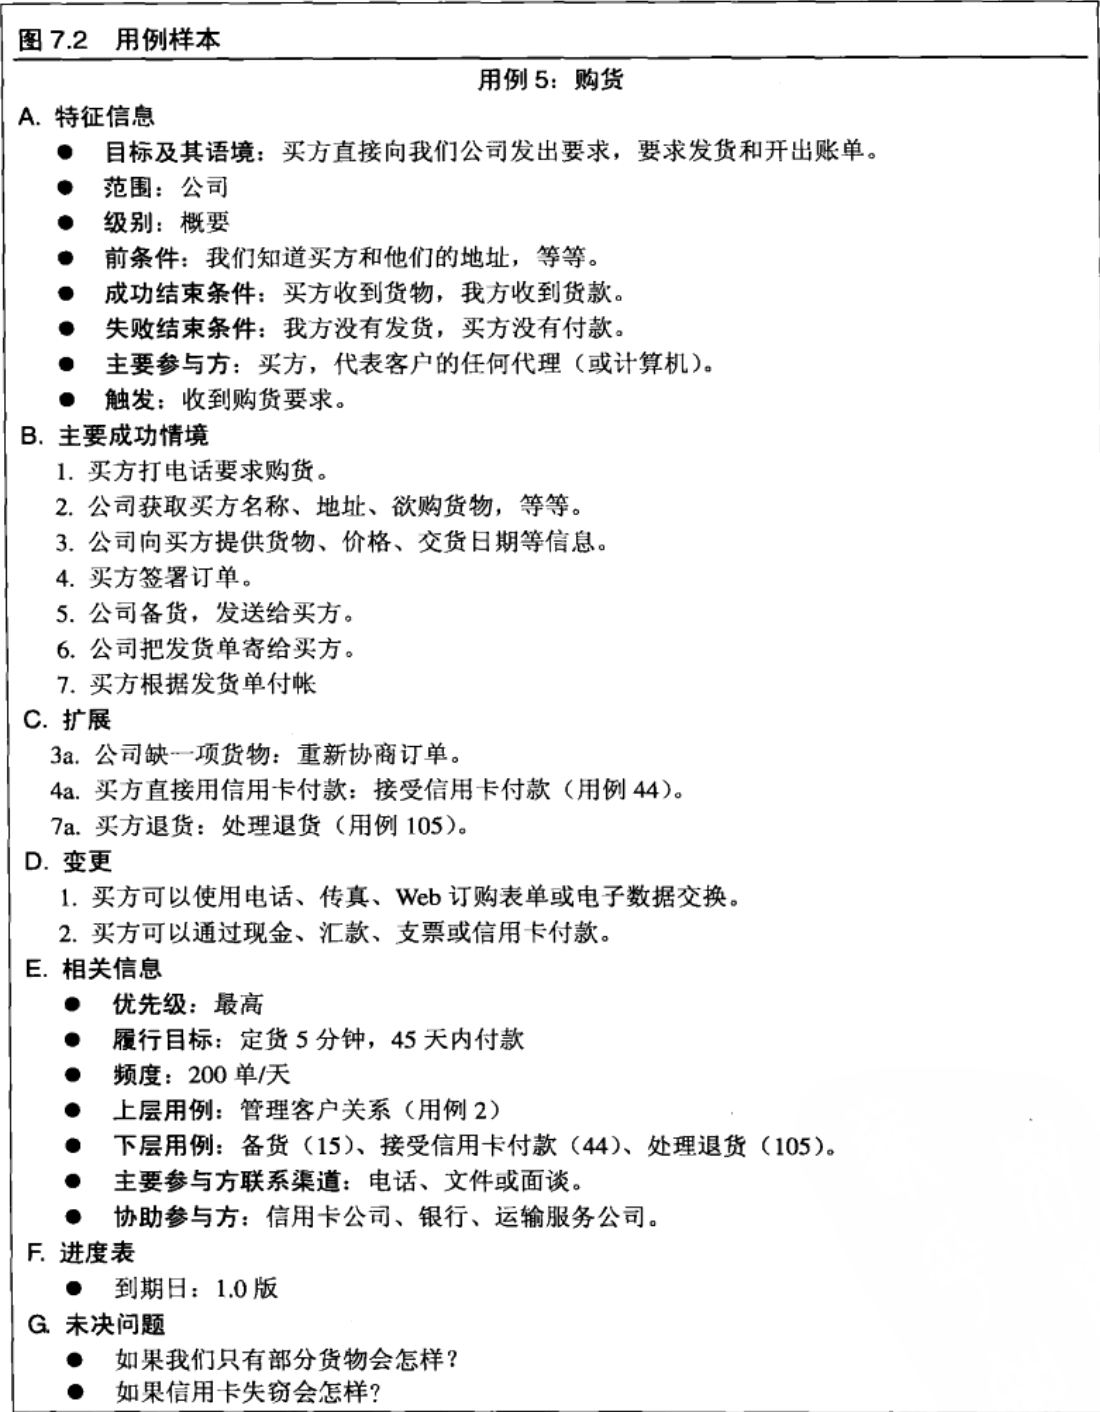 图 7.2 用例样本
用例 5：购货
A. 特征信息
● 目标及其语境：买方直接向我们公司发出要求，要求发货和开出账单。
● 范围：公司
● 级别：概要
● 前条件：我们知道买方和他们的地址，等等。
● 成功结束条件：买方收到货物，我方收到货款。
● 失败结束条件：我方没有发货，买方没有付款。
● 主要参与方：买方，代表客户的任何代理（或计算机）。
● 触发：收到购货要求。
B. 主要成功情境
1. 买方打电话要求购货。
2. 公司获取买方名称、地址、欲购货物，等等。
3. 公司向买方提供货物、价格、交货日期等信息。
4. 买方签署订单。
5. 公司备货，发送给买方。
6. 公司把发货单寄给买方。
7. 买方根据发货单付帐
C. 扩展
3a. 公司缺一项货物：重新协商订单。
4a. 买方直接用信用卡付款：接受信用卡付款（用例 44）。
7a. 买方退货：处理退货（用例 105）。
D. 变更
1. 买方可以使用电话、传真、Web 订购表单或电子数据交换。
2. 买方可以通过现金、汇款、支票或信用卡付款。
E. 相关信息
● 优先级：最高
● 履行目标：定货 5 分钟，45 天内付款
● 频度：200 单/天
● 上层用例：管理客户关系（用例 2）
● 下层用例：备货（15）、接受信用卡付款（44）、处理退货（105）。
● 主要参与方联系渠道：电话、文件或面谈。
● 协助参与方：信用卡公司、银行、运输服务公司。
F. 进度表
● 到期日：1.0 版
G. 未决问题
● 如果我们只有部分货物会怎样？
● 如果信用卡失窃会怎样？